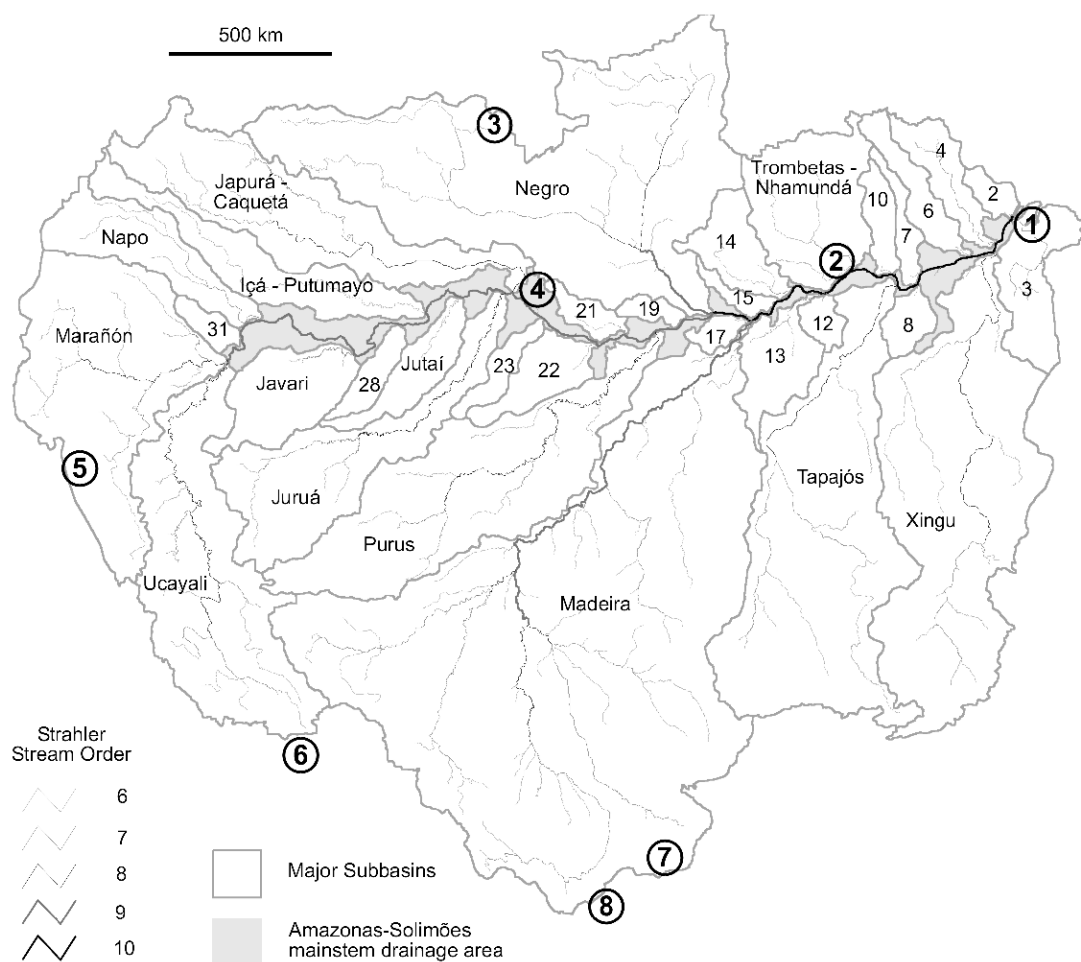 500 km
3
4
Trombetas -
Nhamundá
2
Japurá -
Caquetá
Negro
10
6
1
Napo
14
7
2
Içá - Putumayo
4
3
31
21
19
15
Marañón
12
8
17
Javari
28
Jutaí
23
22
13
5
Juruá
Tapajós
Xingu
Purus
Ucayali
Madeira
6
Strahler
Stream Order
6
7
8
9
10
Major Subbasins
Amazonas-Solimões
mainstem drainage area
7
8